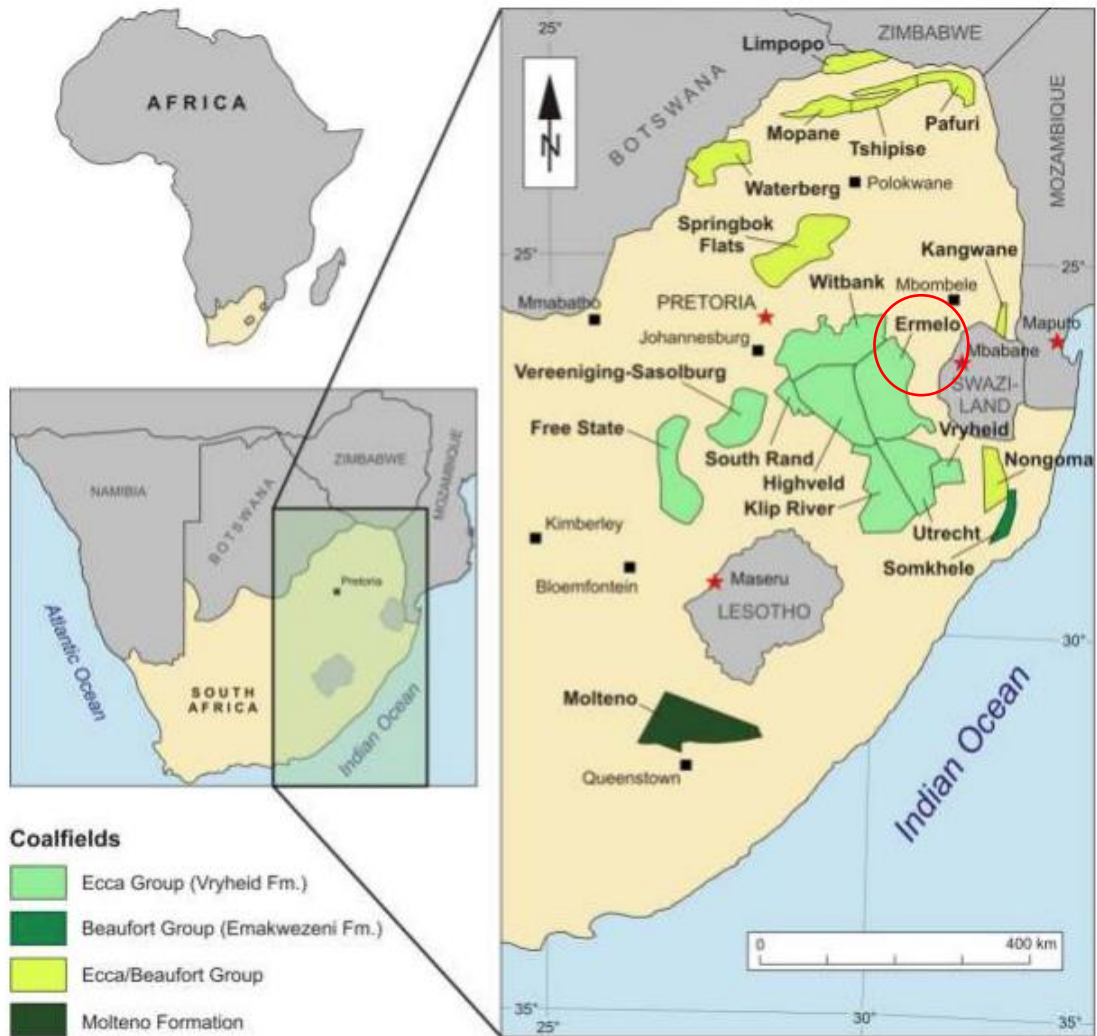 AFRICA
NAMIBIA
BOTSWANA
ZIMBABWE
MOZAMBIQUE
Pretoria
Atlantic Ocean
SOUTH
AFRICA
Indian Ocean
Coalfields
Ecca Group (Vryheid Fm.)
Beaufort Group (Emakwezeni Fm.)
Ecca/Beaufort Group
Molteno Formation
25°
ZIMBABWE
Limpopo
BOTSWANA
N
MOZAMBIQUE
Pafuri
Mopane
Tshipise
Waterberg
Polokwane
Springbok
Flats
25°
Kangwane
25°
Witbank
Mbombele
Mmabatho
PRETORIA
Ermelo
Maputo
Johannesburg
Mbabane
Vereeniging-Sasolburg
SWAZI-
LAND
Free State
Vryheid
South Rand
Nongoma
Highveld
Klip River
Kimberley
Utrecht
Somkhele
Bloemfontein
Maseru
LESOTHO
30°
Molteno
Queenstown
Indian Ocean
0
400 km
35°
25°
30°
35°